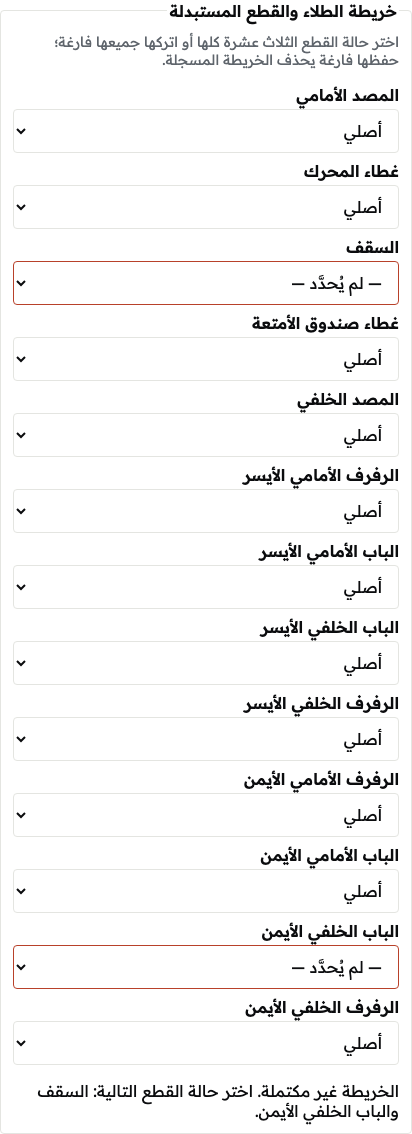 خريطة الطلاء والقطع المستبدلة
اختر حالة القطع الثلاث عشرة كلها أو اتركها جميعها فارغة؛
حفظها فارغة يحذف الخريطة المسجلة.
المصد الأمامي
أصلي
غطاء المحرك
أصلي
السقف
— لم يُحدَّد —
غطاء صندوق الأمتعة
أصلي
المصد الخلفي
أصلي
الرفرف الأمامي الأيسر
أصلي
الباب الأمامي الأيسر
أصلي
الباب الخلفي الأيسر
أصلي
الرفرف الخلفي الأيسر
أصلي
الرفرف الأمامي الأيمن
أصلي
الباب الأمامي الأيمن
أصلي
الباب الخلفي الأيمن
— لم يُحدَّد —
الرفرف الخلفي الأيمن
أصلي
الخريطة غير مكتملة. اختر حالة القطع التالية: السقف
والباب الخلفي الأيمن.